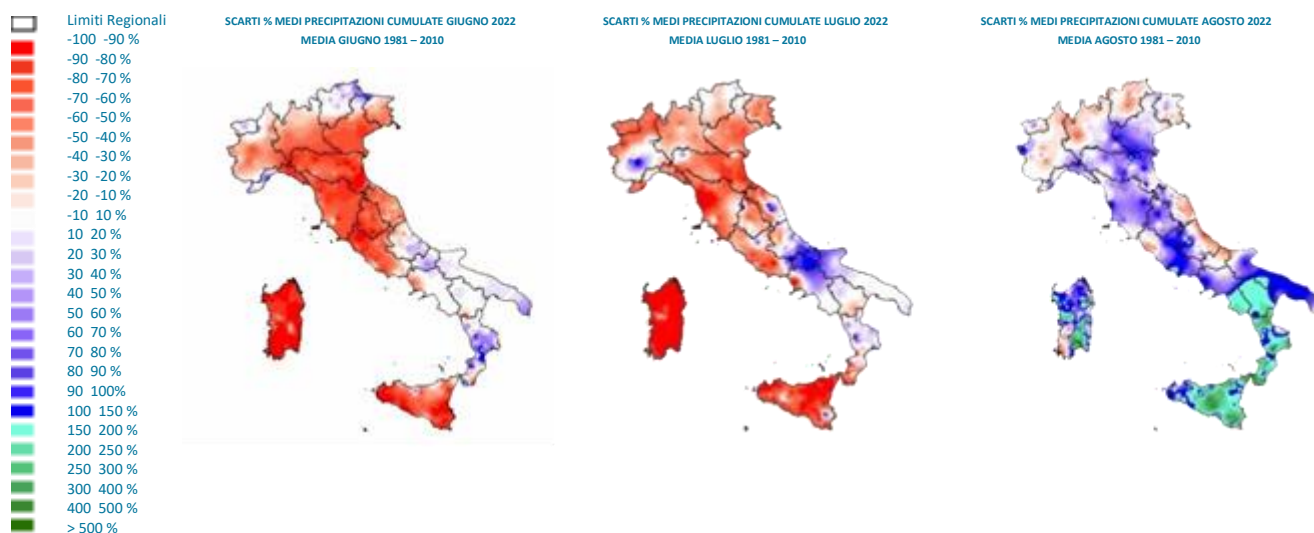 Limiti Regionali
-100 -90 %
-90 -80 %
-80 -70 %
-70 -60 %
-60 -50 %
-50 -40 %
-40 -30 %
-30 -20 %
-20 -10 %
-10 10 %
10 20 %
20 30 %
30 40 %
40 50 %
50 60 %
60 70 %
70 80 %
80 90 %
90 100%
100 150 %
150 200 %
200 250 %
250 300 %
300 400 %
400 500 %
> 500 %
SCARTI % MEDI PRECIPITAZIONI CUMULATE GIUGNO 2022
MEDIA GIUGNO 1981 – 2010
SCARTI % MEDI PRECIPITAZIONI CUMULATE LUGLIO 2022
MEDIA LUGLIO 1981 – 2010
SCARTI % MEDI PRECIPITAZIONI CUMULATE AGOSTO 2022
MEDIA AGOSTO 1981 – 2010